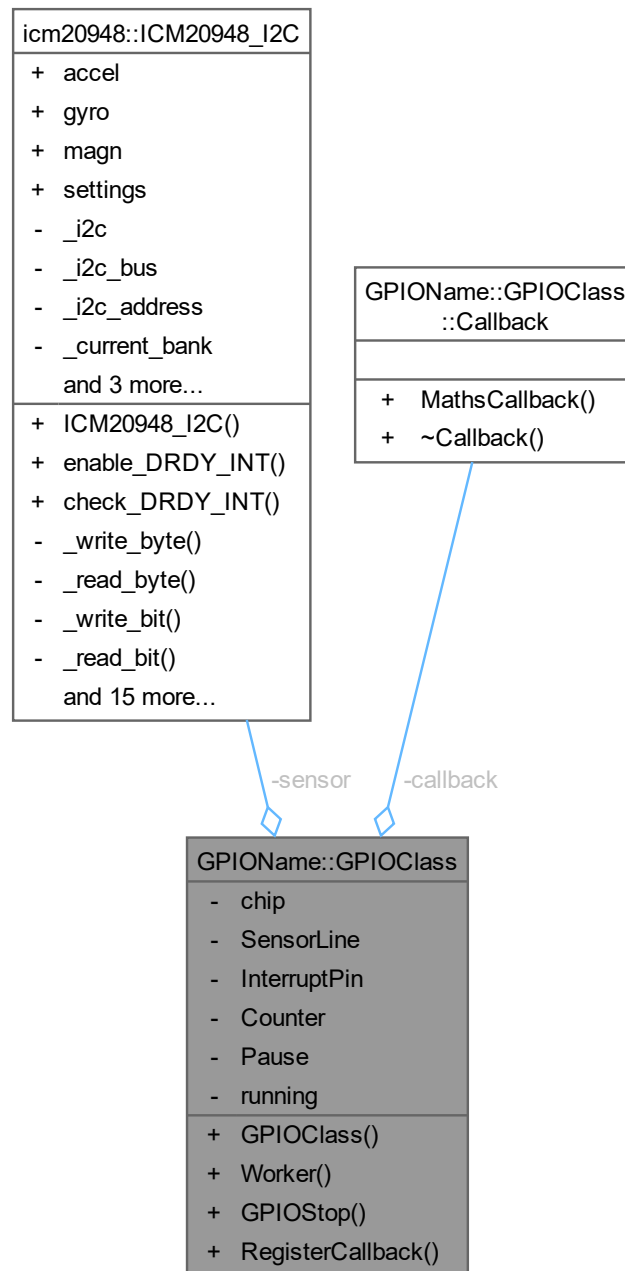 icm20948::ICM20948_I2C
+ accel
+ gyro
+ magn
+ settings
- _i2c
- _i2c_bus
- _i2c_address
- _current_bank
and 3 more...
+ ICM20948_I2C()
+ enable_DRDY_INT()
+ check_DRDY_INT()
- _write_byte()
- _read_byte()
- _write_bit()
- _read_bit()
and 15 more...
GPIOName::GPIOClass
::Callback
+ MathsCallback()
+ ~Callback()
-sensor
-callback
GPIOName::GPIOClass
- chip
- SensorLine
- InterruptPin
- Counter
- Pause
- running
+ GPIOClass()
+ Worker()
+ GPIOStop()
+ RegisterCallback()